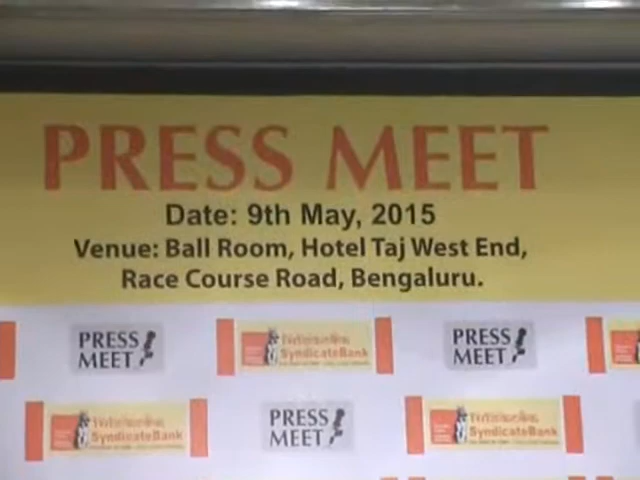 PRESS MEET
Date: 9th May, 2015
Venue: Ball Room, Hotel Taj West End,
Race Course Road, Bengaluru.
PRESS
MEET
SyndicateBank
PRESS
MEET
SyndicateBank
PRESS
MEET
SyndicateBank